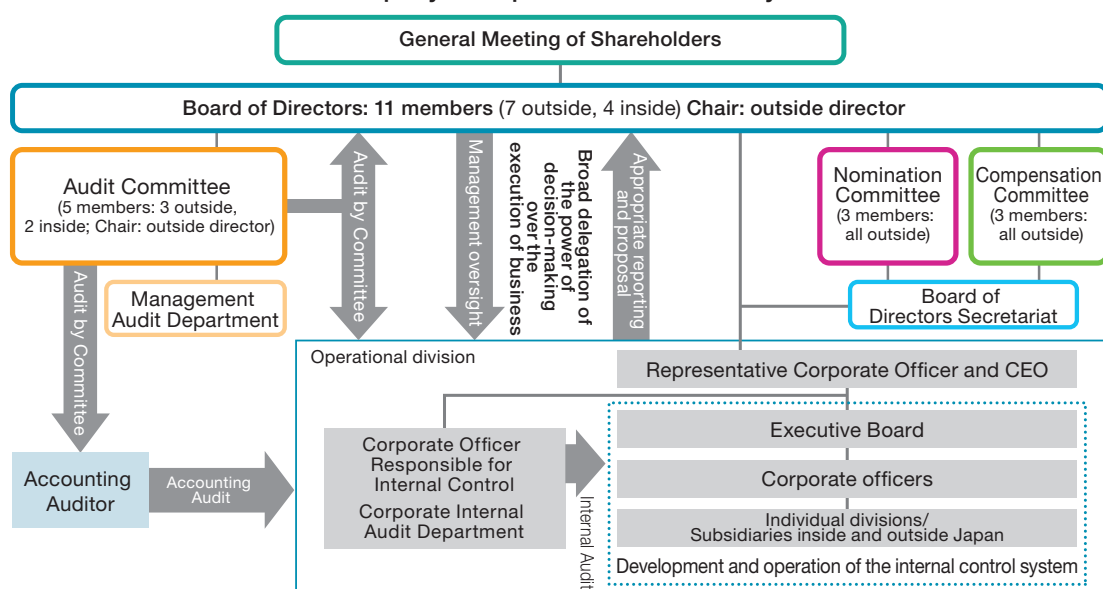 General Meeting of Shareholders
Board of Directors: 11 members (7 outside, 4 inside) Chair: outside director
Audit Committee
(5 members: 3 outside,
2 inside; Chair: outside director)
Management
Audit Department
Audit by Committee
Audit by Committee
Management oversight
Broad delegation of
the power of
decision-making
over the
execution of business
Appropriate reporting
and proposal
Nomination
Committee
(3 members:
all outside)
Compensation
Committee
(3 members:
all outside)
Board of
Directors Secretariat
Operational division
Representative Corporate Officer and CEO
Executive Board
Corporate officers
Individual divisions/
Subsidiaries inside and outside Japan
Development and operation of the internal control system
Corporate Officer
Responsible for
Internal Control
Corporate Internal
Audit Department
Internal Audit
Accounting
Auditor
Accounting
Audit